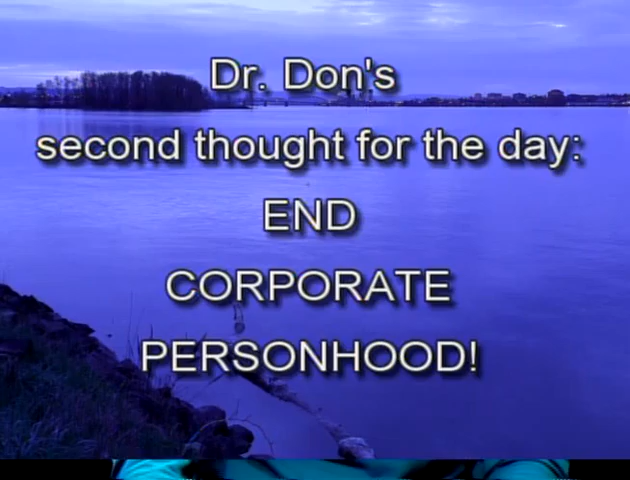 Dr. Don's
second thought for the day:
END
CORPORATE
PERSONHOOD!